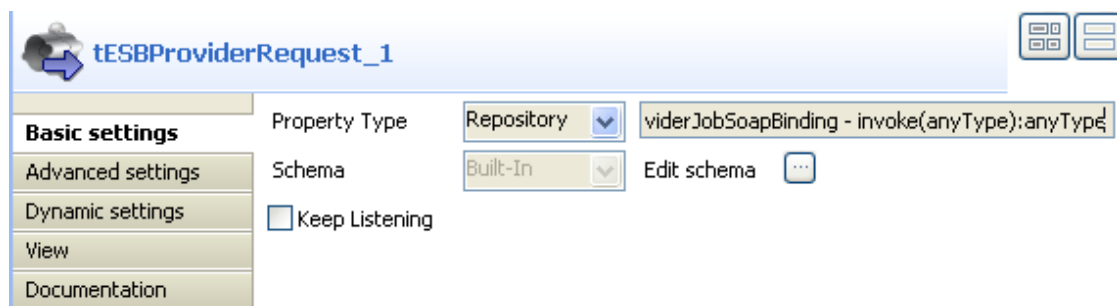 tESBProviderRequest_1
Basic settings
Advanced settings
Dynamic settings
View
Documentation
Property Type Repository viderJobSoapBinding - invoke(anyType):anyType
Schema Built-In Edit schema ...
Keep Listening